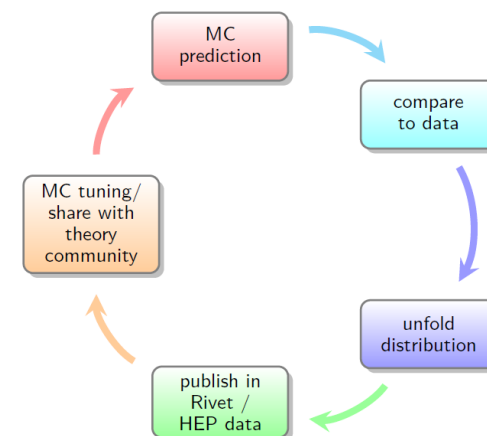 MC
prediction
compare
to data
unfold
distribution
publish in
Rivet /
HEP data
MC tuning/
share with
theory
community